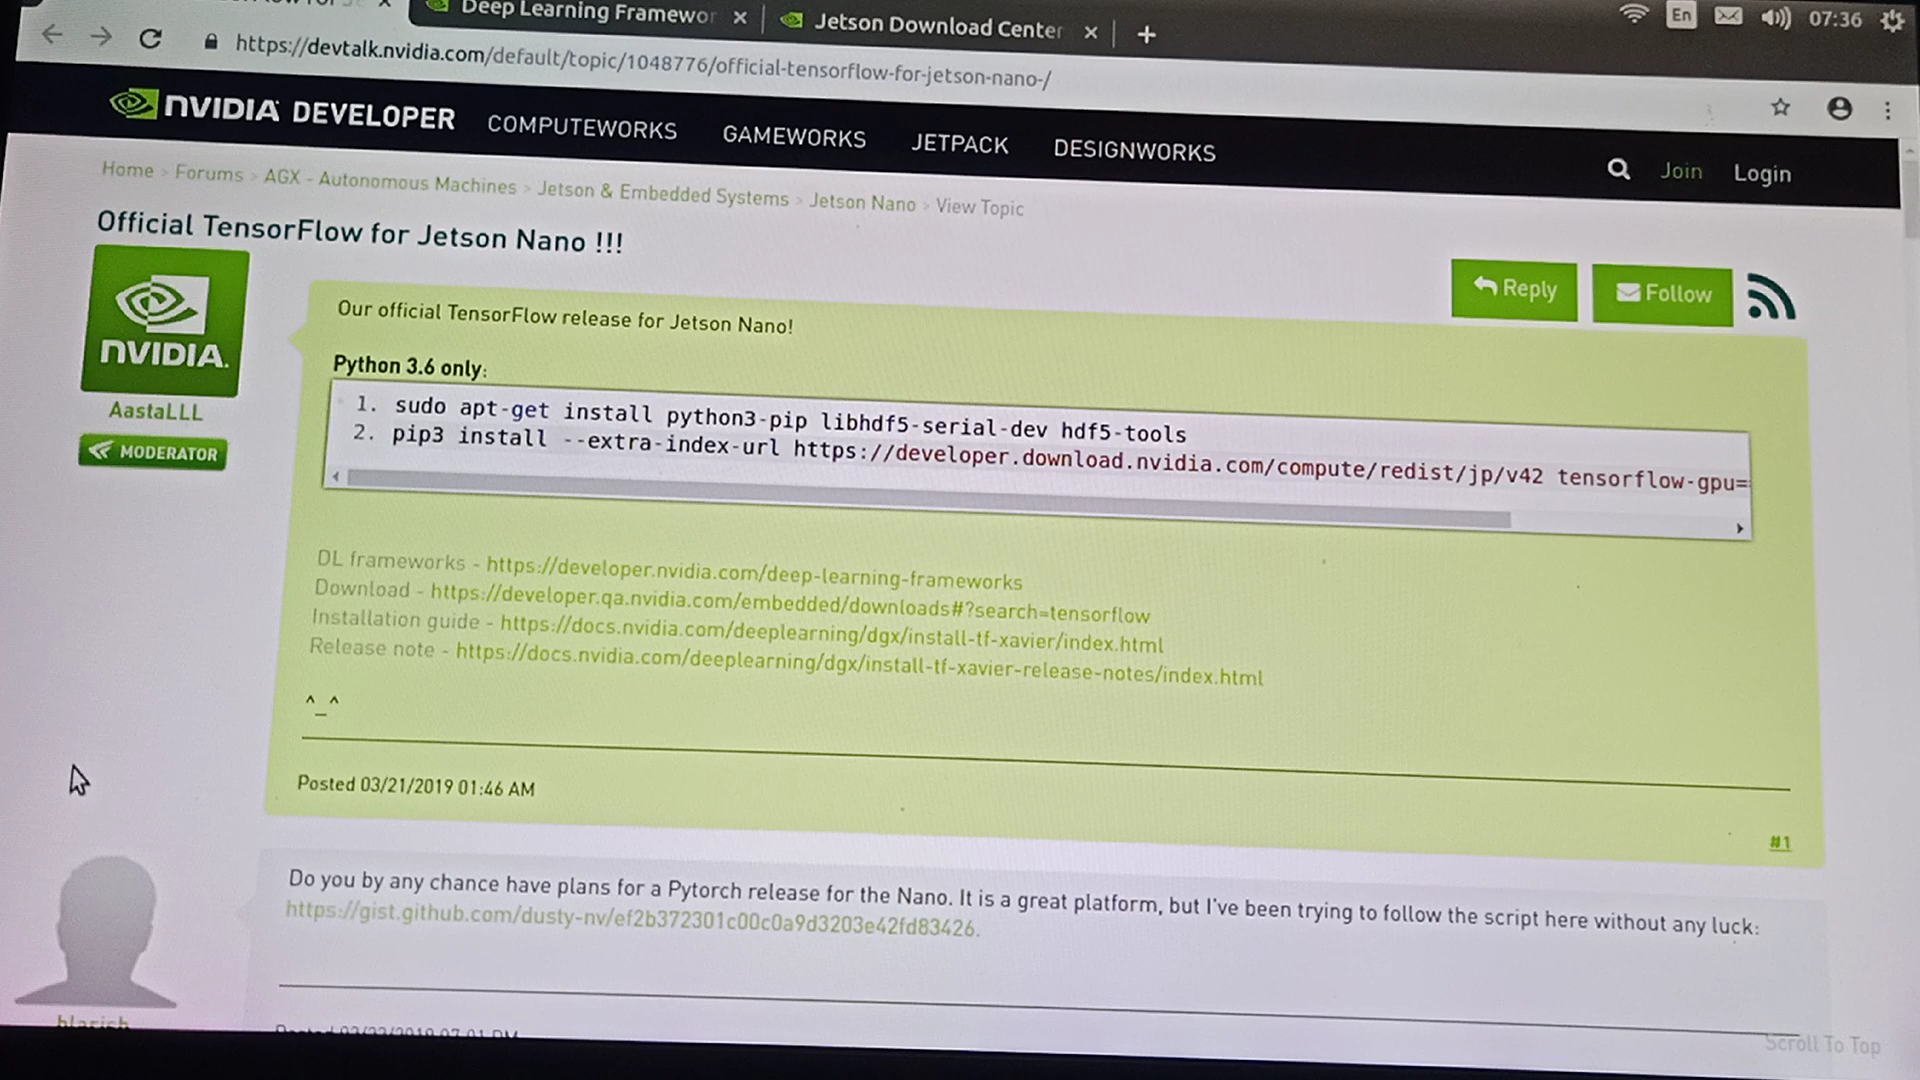 Deep Learning Framewor
Jetson Download Center
En
07:36
https://devtalk.nvidia.com/default/topic/1048776/official-tensorflow-for-jetson-nano-/
NVIDIA DEVELOPER COMPUTEWORKS GAMEWORKS JETPACK DESIGNWORKS
Join Login
Home > Forums > AGX - Autonomous Machines > Jetson & Embedded Systems > Jetson Nano > View Topic
Official TensorFlow for Jetson Nano !!!
Reply Follow
NVIDIA.
AastaLLL
MODERATOR
Our official TensorFlow release for Jetson Nano!
Python 3.6 only:
1. sudo apt-get install python3-pip libhdf5-serial-dev hdf5-tools
2. pip3 install --extra-index-url https://developer.download.nvidia.com/compute/redist/jp/v42 tensorflow-gpu=
DL frameworks - https://developer.nvidia.com/deep-learning-frameworks
Download - https://developer.qa.nvidia.com/embedded/downloads#?search=tensorflow
Installation guide - https://docs.nvidia.com/deeplearning/dgx/install-tf-xavier/index.html
Release note - https://docs.nvidia.com/deeplearning/dgx/install-tf-xavier-release-notes/index.html
^_^
Posted 03/21/2019 01:46 AM
#1
Do you by any chance have plans for a Pytorch release for the Nano. It is a great platform, but I've been trying to follow the script here without any luck:
https://gist.github.com/dusty-nv/ef2b372301c00c0a9d3203e42fd83426.
Scroll To Top